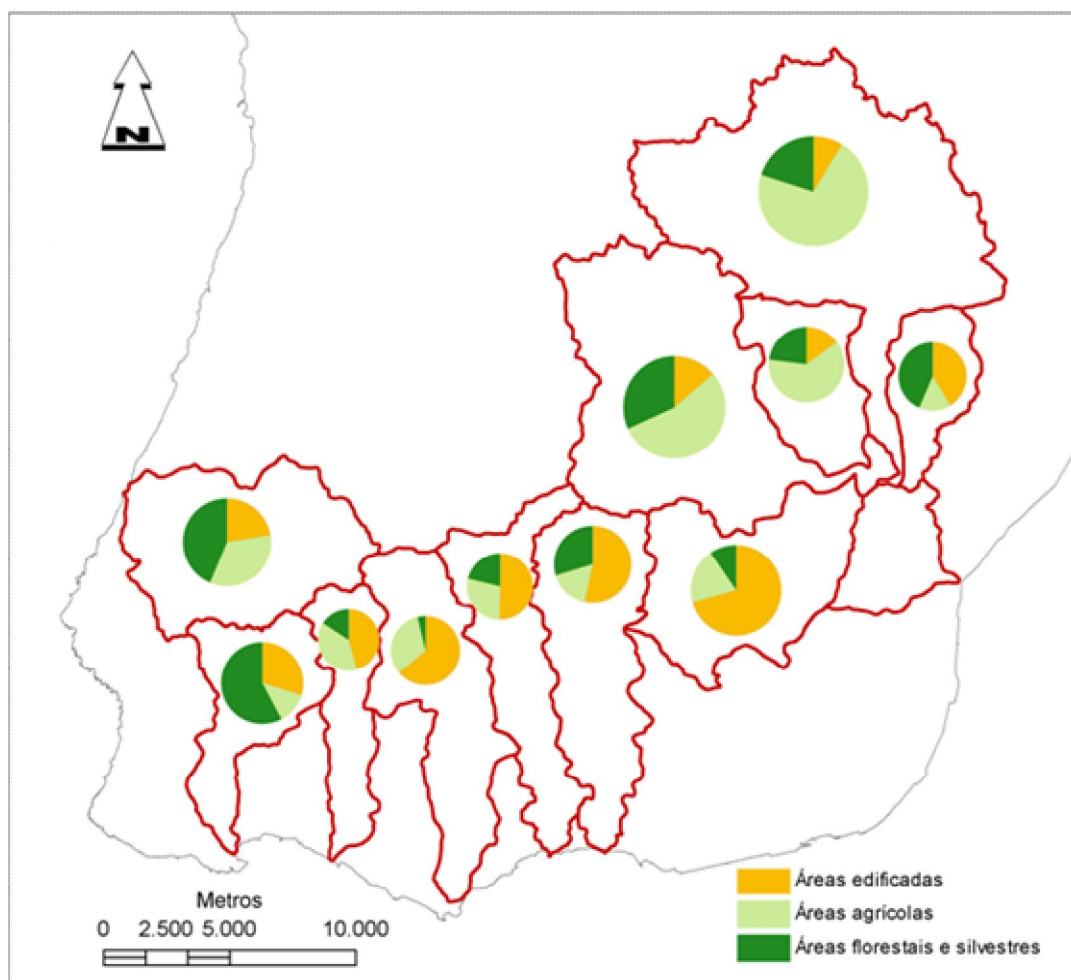 N
Metros
0 2.500 5.000 10.000
Áreas edificadas
Áreas agrícolas
Áreas florestais e silvestres